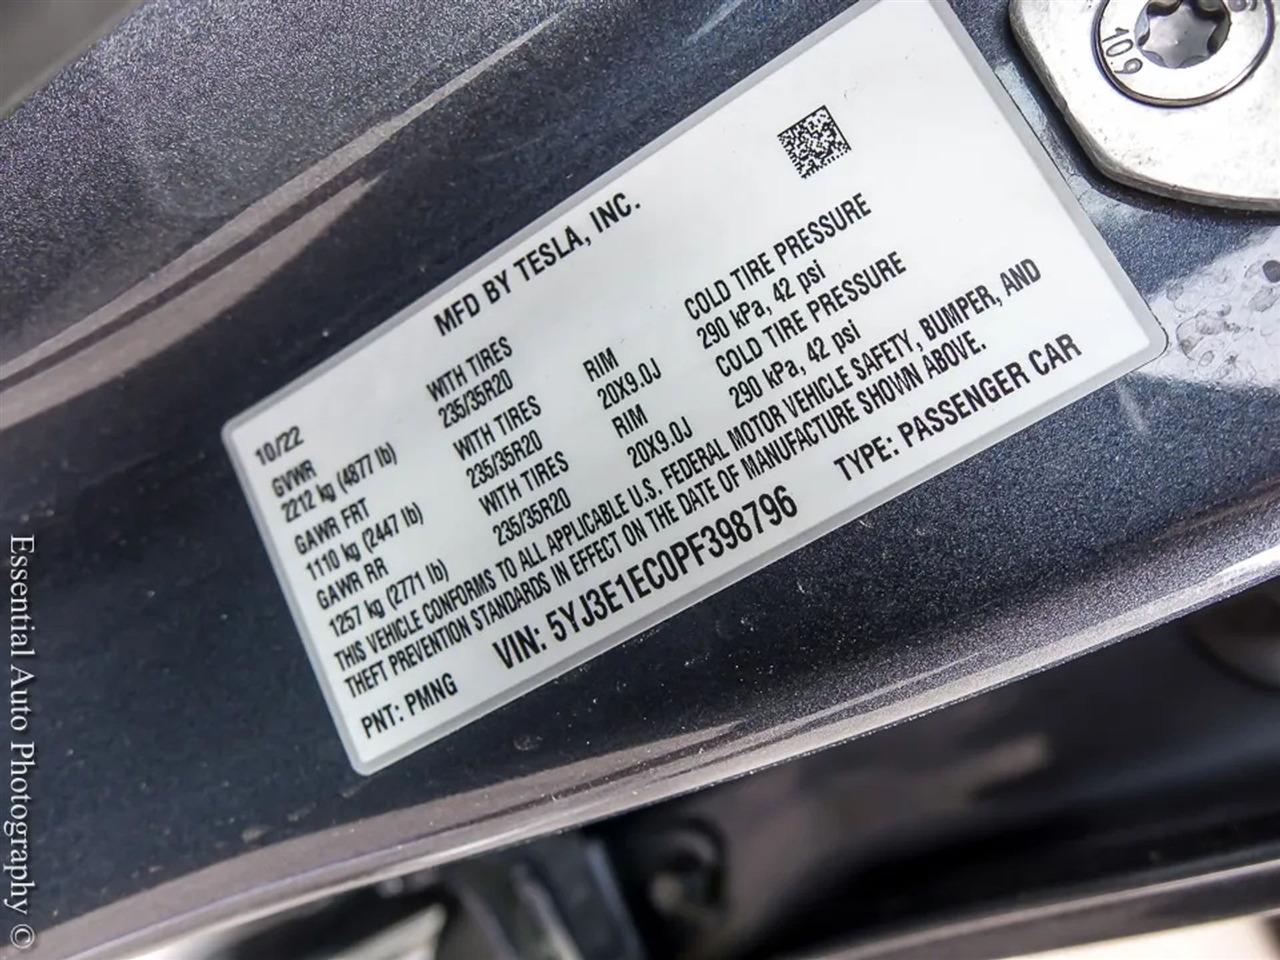 MFD BY TESLA, INC.
10/22
GVWR
2212 kg (4877 lb)
GAWR FRT
1110 kg (2447 lb)
GAWR RR
1257 kg (2771 lb)
WITH TIRES
235/35R20
WITH TIRES
235/35R20
WITH TIRES
235/35R20
RIM
20X9.0J
RIM
20X9.0J
COLD TIRE PRESSURE
290 kPa, 42 psi
COLD TIRE PRESSURE
290 kPa, 42 psi
THIS VEHICLE CONFORMS TO ALL APPLICABLE U.S. FEDERAL MOTOR VEHICLE SAFETY, BUMPER, AND
THEFT PREVENTION STANDARDS IN EFFECT ON THE DATE OF MANUFACTURE SHOWN ABOVE.
PNT: PMNG
VIN: 5YJ3E1EC0PF398796
TYPE: PASSENGER CAR
10.9
Essential Auto Photography ©